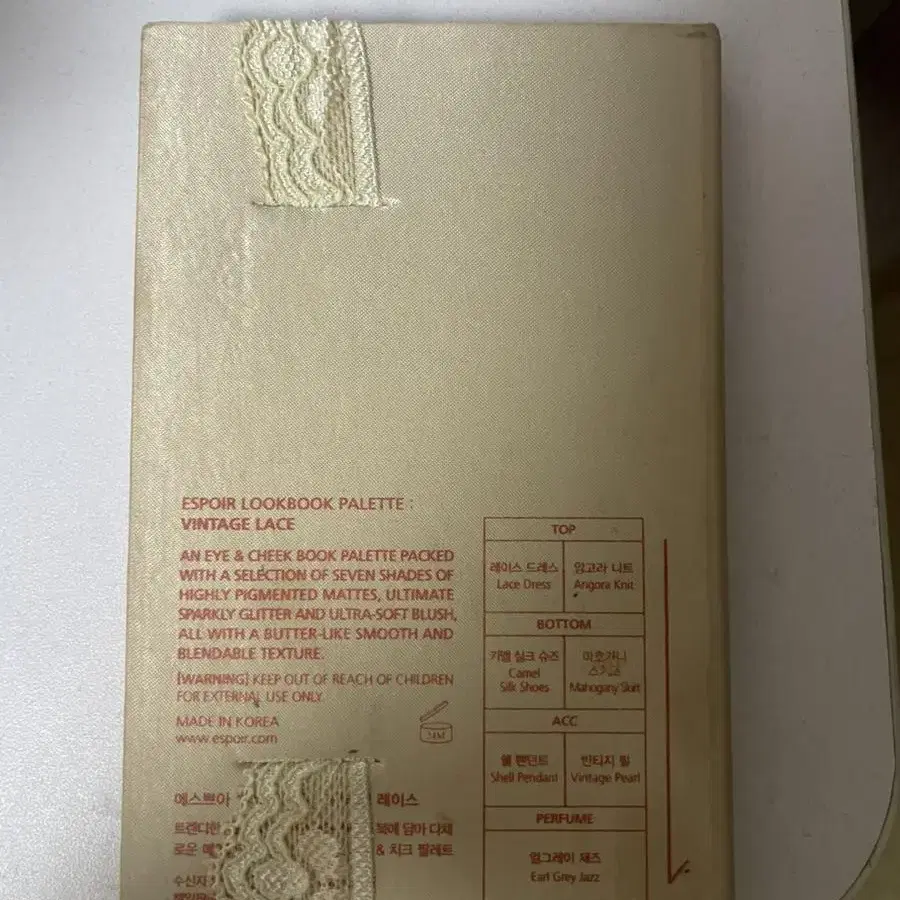 ESPOIR LOOKBOOK PALETTE :
VINTAGE LACE
AN EYE & CHEEK BOOK PALETTE PACKED
WITH A SELECTION OF SEVEN SHADES OF
HIGHLY PIGMENTED MATTES, ULTIMATE
SPARKLY GLITTER AND ULTRA-SOFT BLUSH,
ALL WITH A BUTTER-LIKE SMOOTH AND
BLENDABLE TEXTURE.
[WARNING] KEEP OUT OF REACH OF CHILDREN
FOR EXTERNAL USE ONLY.
MADE IN KOREA
www.espoir.com
24M
에스쁘아 레이스
트렌디한 북에 담아 다채
로운 & 치크 팔레트
TOP
레이스 드레스
Lace Dress
앙고라 니트
Angora Knit
BOTTOM
카멜 실크 슈즈
Camel
Silk Shoes
마호가니
스커트
Mahogany Skirt
ACC
쉘 펜던트
Shell Pendant
빈티지 펄
Vintage Pearl
PERFUME
얼그레이 재즈
Earl Grey Jazz